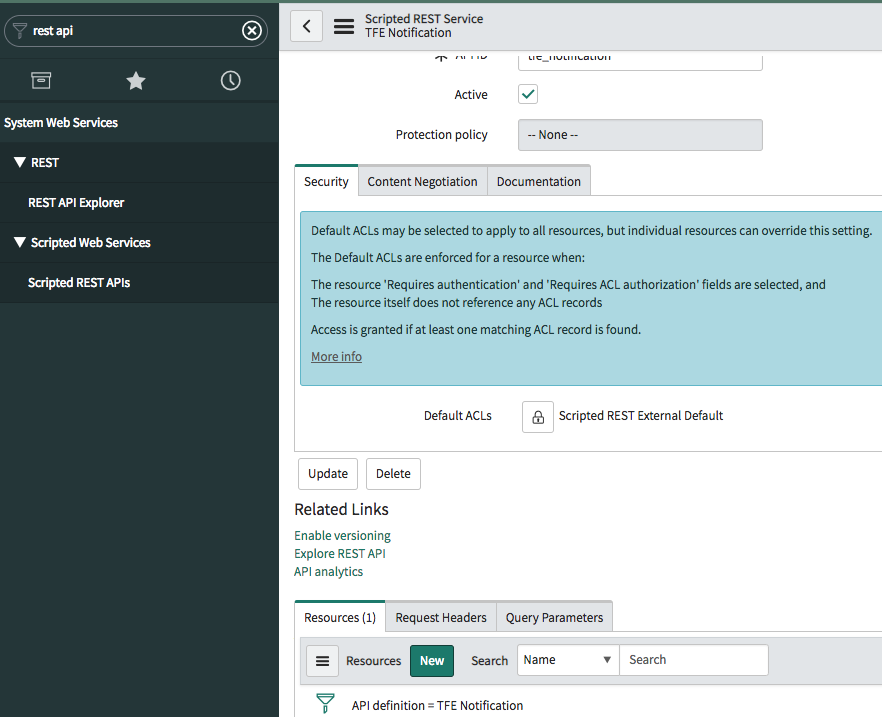 rest api
System Web Services
REST
REST API Explorer
Scripted Web Services
Scripted REST APIs
Scripted REST Service
TFE Notification
* API ID
tfe_notification
Active
Protection policy
-- None --
Security
Content Negotiation
Documentation
Default ACLs may be selected to apply to all resources, but individual resources can override this setting.
The Default ACLs are enforced for a resource when:
The resource 'Requires authentication' and 'Requires ACL authorization' fields are selected, and
The resource itself does not reference any ACL records
Access is granted if at least one matching ACL record is found.
More info
Default ACLs
Scripted REST External Default
Update
Delete
Related Links
Enable versioning
Explore REST API
API analytics
Resources (1)
Request Headers
Query Parameters
Resources
New
Search
Name
Search
API definition = TFE Notification